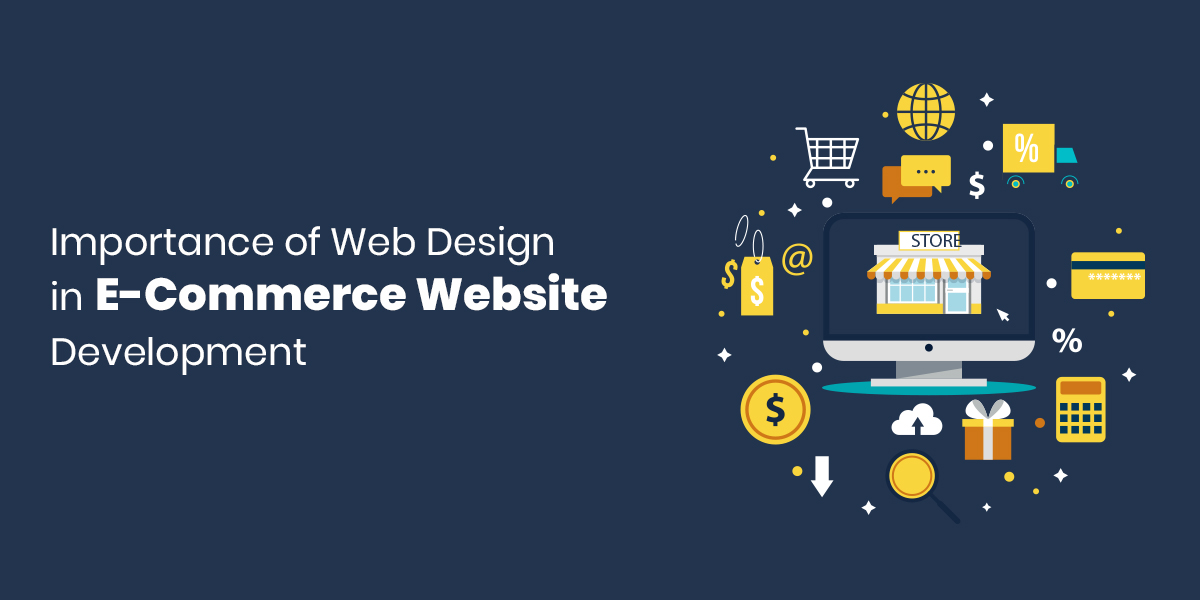 Importance of Web Design
in E-Commerce Website
Development
%
$
@
STORE
$
$
*******
%
$